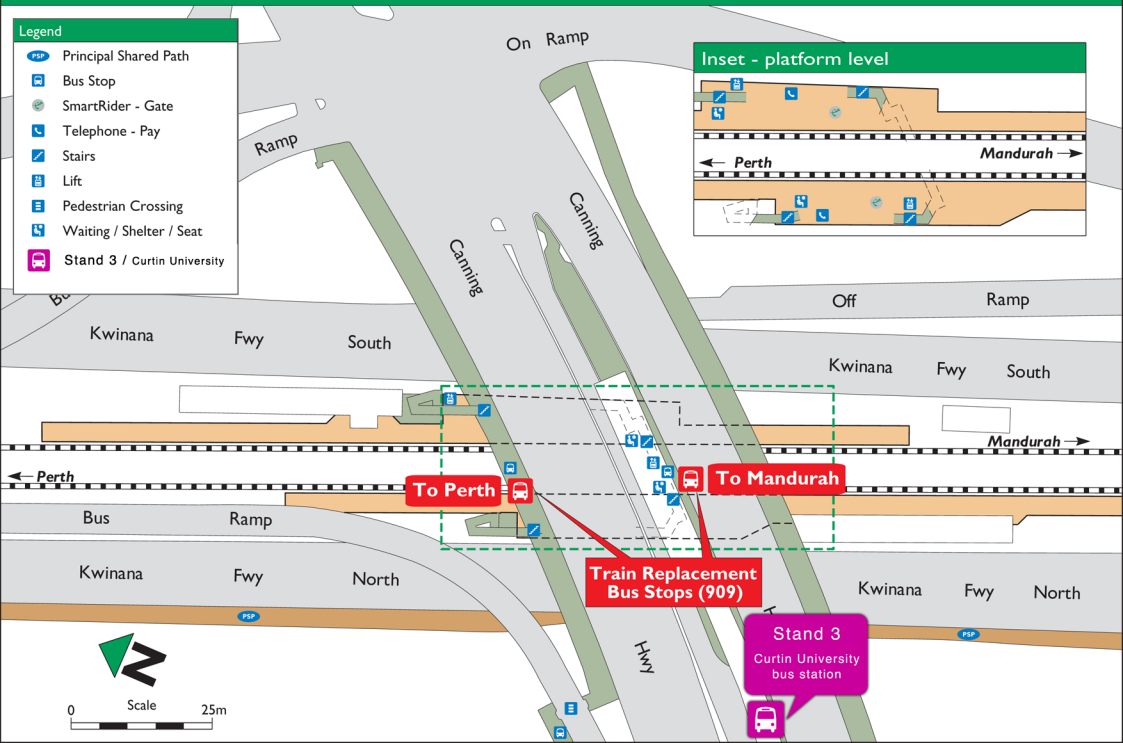 Legend
PSP Principal Shared Path
Bus Stop
SmartRider - Gate
Telephone - Pay
Stairs
Lift
Pedestrian Crossing
Waiting / Shelter / Seat
Stand 3 / Curtin University
On Ramp
Ramp
Inset - platform level
Perth
Mandurah
Canning
Canning
Off Ramp
Kwinana Fwy South
Kwinana Fwy South
Mandurah
Perth
To Perth
To Mandurah
Bus Ramp
Train Replacement
Bus Stops (909)
Kwinana Fwy North
Kwinana Fwy North
PSP
PSP
Hwy
Stand 3
Curtin University
bus station
N
Scale
0 25m